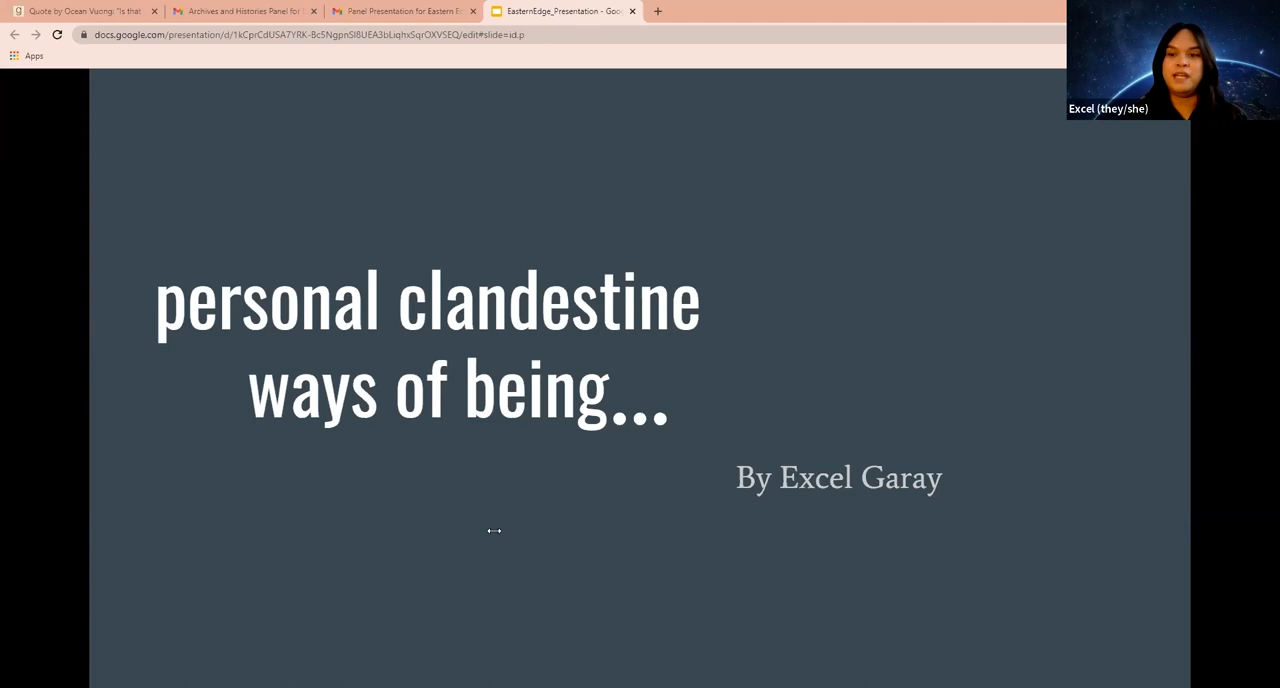 Quote by Ocean Vuong: "Is that
Archives and Histories Panel for
Panel Presentation for Eastern E
EasternEdge_Presentation - Goo
docs.google.com/presentation/d/1kCprCdUSA7YRK-8c5NgpnSl8UEA3bLiqhxSqrOXVSEQ/edit#slide=id.p
Apps
Excel (they/she)
personal clandestine
ways of being...
By Excel Garay